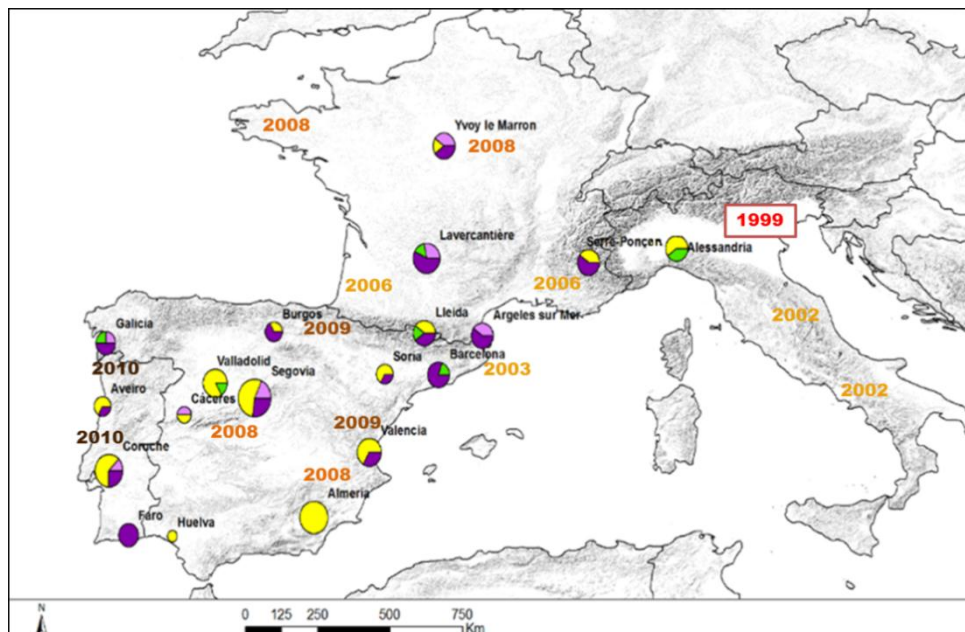 2008
Yvoy le Marron
2008
1999
Lavercantière
Serre-Ponçen
Alessandria
2006
2006
2002
Galicia
Burgos
2009
Lleida
Argeles sur Mer
2010
Valladolid
Segovia
Soria
Barcelona
2003
2002
Aveiro
Cáceres
2010
2008
2009
Valencia
Coruche
2008
Almeria
Faro
Huelva
N
0 125 250 500 750
Km